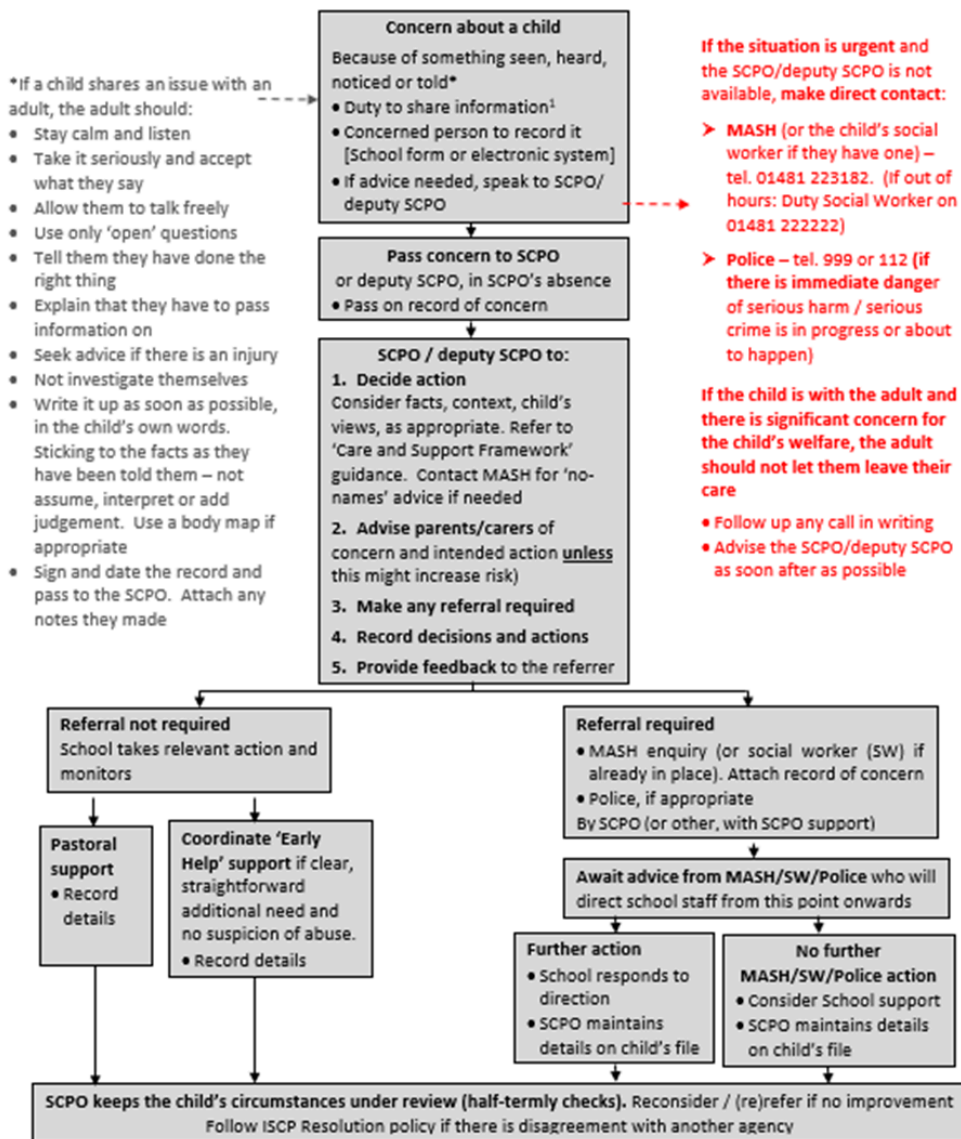 Concern about a child
Because of something seen, heard,
noticed or told*
• Duty to share information¹
• Concerned person to record it
[School form or electronic system]
• If advice needed, speak to SCPO/
deputy SCPO
*If a child shares an issue with an
adult, the adult should:
• Stay calm and listen
• Take it seriously and accept
what they say
• Allow them to talk freely
• Use only ‘open’ questions
• Tell them they have done the
right thing
• Explain that they have to pass
information on
• Seek advice if there is an injury
• Not investigate themselves
• Write it up as soon as possible,
in the child’s own words.
Sticking to the facts as they
have been told them – not
assume, interpret or add
judgement. Use a body map if
appropriate
• Sign and date the record and
pass to the SCPO. Attach any
notes they made
If the situation is urgent and
the SCPO/deputy SCPO is not
available, make direct contact:
➤ MASH (or the child’s social
worker if they have one) –
tel. 01481 223182. (If out of
hours: Duty Social Worker on
01481 222222)
➤ Police – tel. 999 or 112 (if
there is immediate danger
of serious harm / serious
crime is in progress or about
to happen)
If the child is with the adult and
there is significant concern for
the child’s welfare, the adult
should not let them leave their
care
• Follow up any call in writing
• Advise the SCPO/deputy SCPO
as soon after as possible
Pass concern to SCPO
or deputy SCPO, in SCPO’s absence
• Pass on record of concern
SCPO / deputy SCPO to:
1. Decide action
Consider facts, context, child’s
views, as appropriate. Refer to
‘Care and Support Framework’
guidance. Contact MASH for ‘no-
names’ advice if needed
2. Advise parents/carers of
concern and intended action unless
this might increase risk)
3. Make any referral required
4. Record decisions and actions
5. Provide feedback to the referrer
Referral not required
School takes relevant action and
monitors
Pastoral
support
• Record
details
Coordinate ‘Early
Help’ support if clear,
straightforward
additional need and
no suspicion of abuse.
• Record details
Referral required
• MASH enquiry (or social worker (SW) if
already in place). Attach record of concern
• Police, if appropriate
By SCPO (or other, with SCPO support)
Await advice from MASH/SW/Police who will
direct school staff from this point onwards
Further action
• School responds to
direction
• SCPO maintains
details on child’s file
No further
MASH/SW/Police action
• Consider School support
• SCPO maintains details
on child’s file
SCPO keeps the child’s circumstances under review (half-termly checks). Reconsider / (re)refer if no improvement
Follow ISCP Resolution policy if there is disagreement with another agency